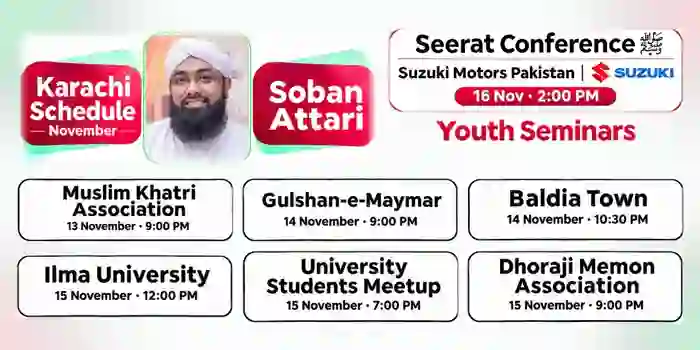 Karachi
Schedule
November
Soban
Attari
Seerat Conference ﷺ
Suzuki Motors Pakistan | SUZUKI
16 Nov • 2:00 PM
Youth Seminars
Muslim Khatri
Association
13 November • 9:00 PM
Gulshan-e-Maymar
14 November • 9:00 PM
Baldia Town
14 November • 10:30 PM
Ilma University
15 November • 12:00 PM
University
Students Meetup
15 November • 7:00 PM
Dhoraji Memon
Association
15 November • 9:00 PM